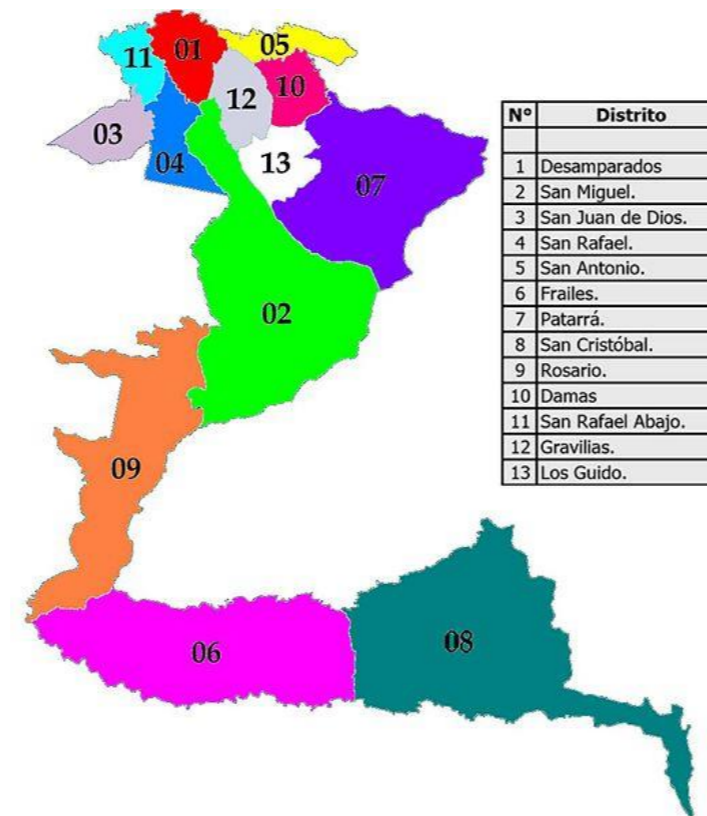 05
01
11
10
12
03
13
04
07
02
09
06
08
Nº Distrito
1 Desamparados
2 San Miguel.
3 San Juan de Dios.
4 San Rafael.
5 San Antonio.
6 Frailes.
7 Patarrá.
8 San Cristóbal.
9 Rosario.
10 Damas
11 San Rafael Abajo.
12 Gravilias.
13 Los Guido.